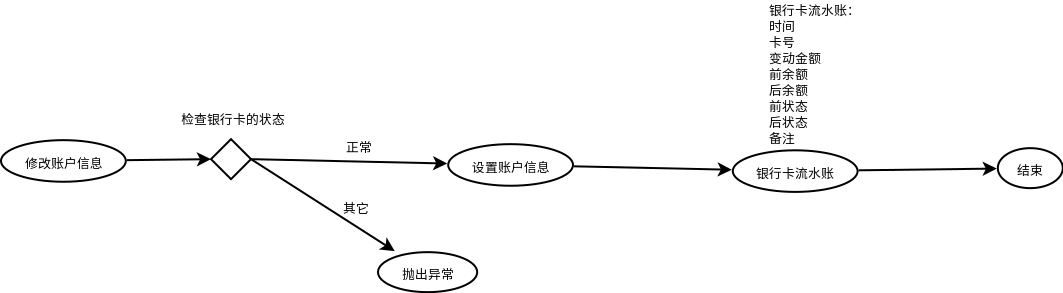 银行卡流水账：
时间
卡号
变动金额
前余额
后余额
前状态
后状态
备注
检查银行卡的状态
修改账户信息
正常
设置账户信息
银行卡流水账
结束
其它
抛出异常